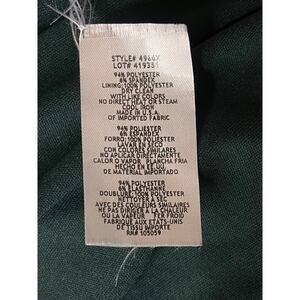 STYLE# 4966X
LOT# 419381
94% POLYESTER
6% SPANDEX
LINING: 100% POLYESTER
DRY CLEAN
WITH LIKE COLORS
NO DIRECT HEAT OR STEAM
COOL IRON
MADE IN U.S.A.
OF IMPORTED FABRIC
94% POLIESTER
6% ESPANDEX
FORRO: 100% POLIESTER
LAVAR EN SECO
CON COLORES SIMILARES
NO APLICAR DIRECTAMENTE
CALOR O VAPOR PLANCHA FRIA
HECHO EN EE.UU.
DE MATERIAL IMPORTADO
94% POLYESTER
6% ELASTHANNE
DOUBLURE: 100% POLYESTER
NETTOYER A SEC
AVEC DE COULEURS SIMILAIRES
NE PAS DIRIGER A LA CHALEUR
OU LA VAPEUR FER FROID
FABRIQUE AUX ETATS-UNIS
DE TISSU IMPORTE
RN# 105059